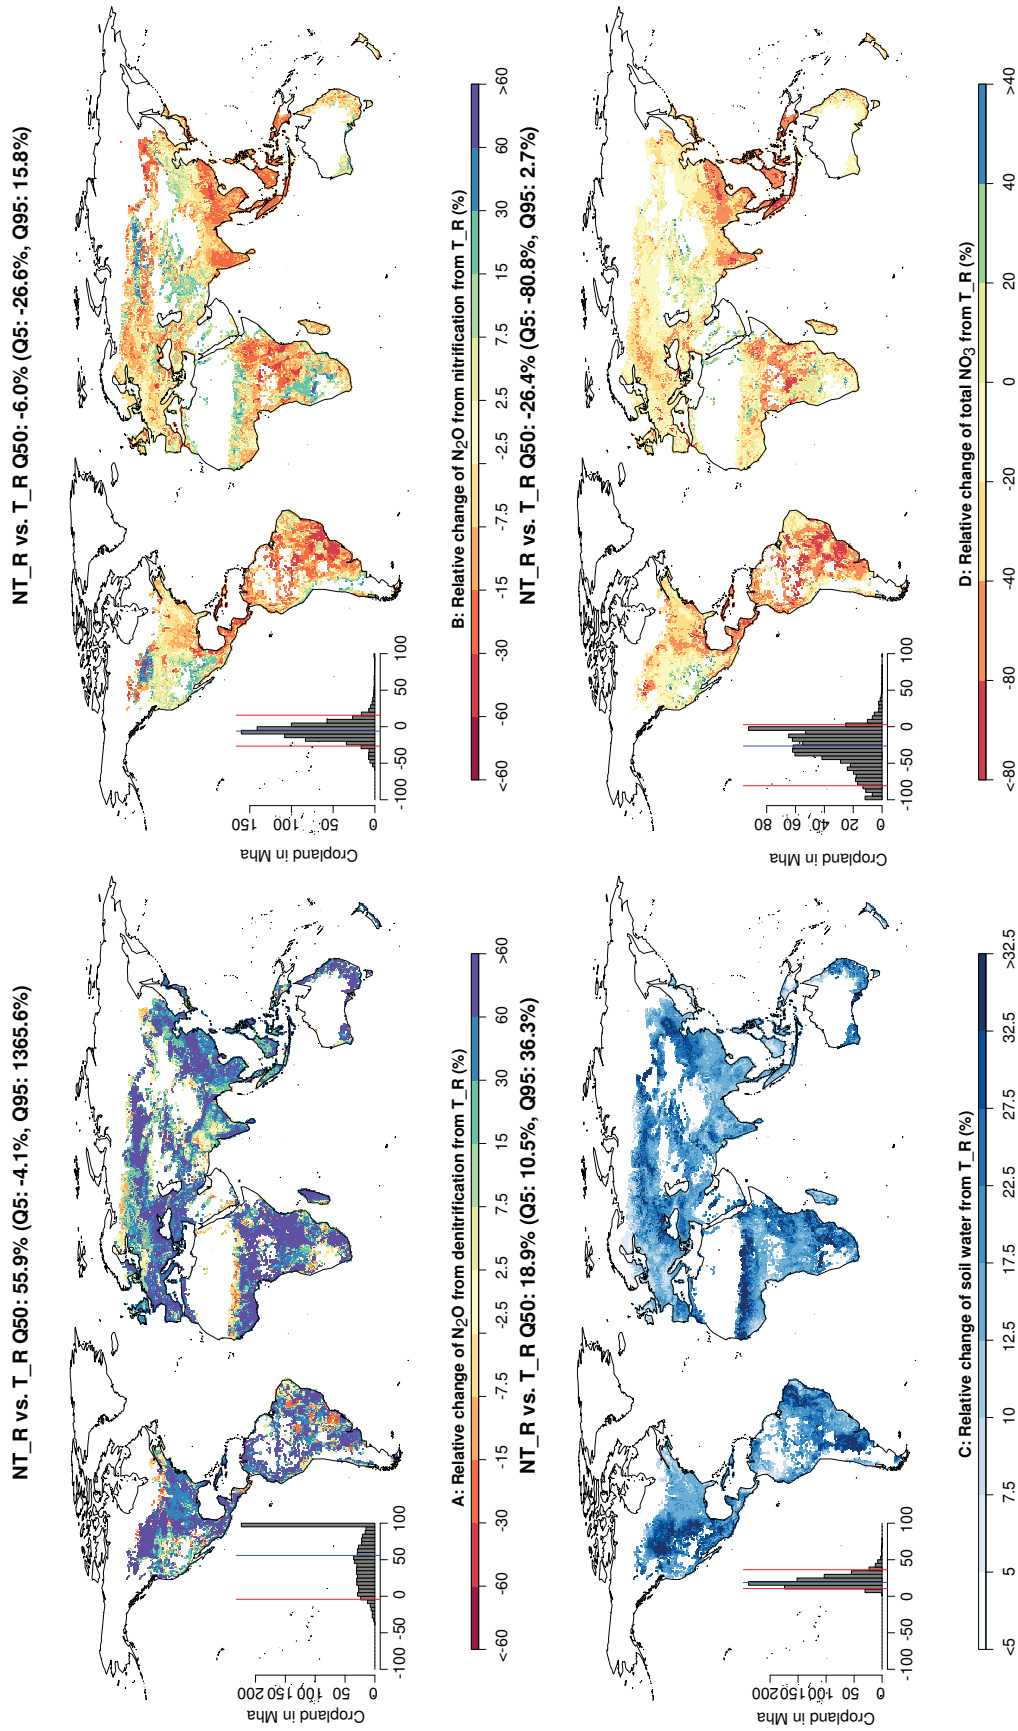 NT_R vs. T_R Q50: 55.9% (Q5: -4.1%, Q95: 1365.6%)
Cropland in Mha
0 50 100 150 200
-100 -50 0 50 100
<-60 -60 -30 -15 -7.5 -2.5 2.5 7.5 15 30 60 >60
A: Relative change of N2O from denitrification from T_R (%)
NT_R vs. T_R Q50: -6.0% (Q5: -26.6%, Q95: 15.8%)
Cropland in Mha
0 50 100 150
-100 -50 0 50 100
<-60 -60 -30 -15 -7.5 -2.5 2.5 7.5 15 30 60 >60
B: Relative change of N2O from nitrification from T_R (%)
NT_R vs. T_R Q50: 18.9% (Q5: 10.5%, Q95: 36.3%)
Cropland in Mha
0 50 100 150 200
-100 -50 0 50 100
<5 5 7.5 10 12.5 17.5 22.5 27.5 32.5 >32.5
C: Relative change of soil water from T_R (%)
NT_R vs. T_R Q50: -26.4% (Q5: -80.8%, Q95: 2.7%)
Cropland in Mha
0 20 40 60 80
-100 -50 0 50 100
<-80 -80 -40 -20 0 20 40 >40
D: Relative change of total NO3 from T_R (%)